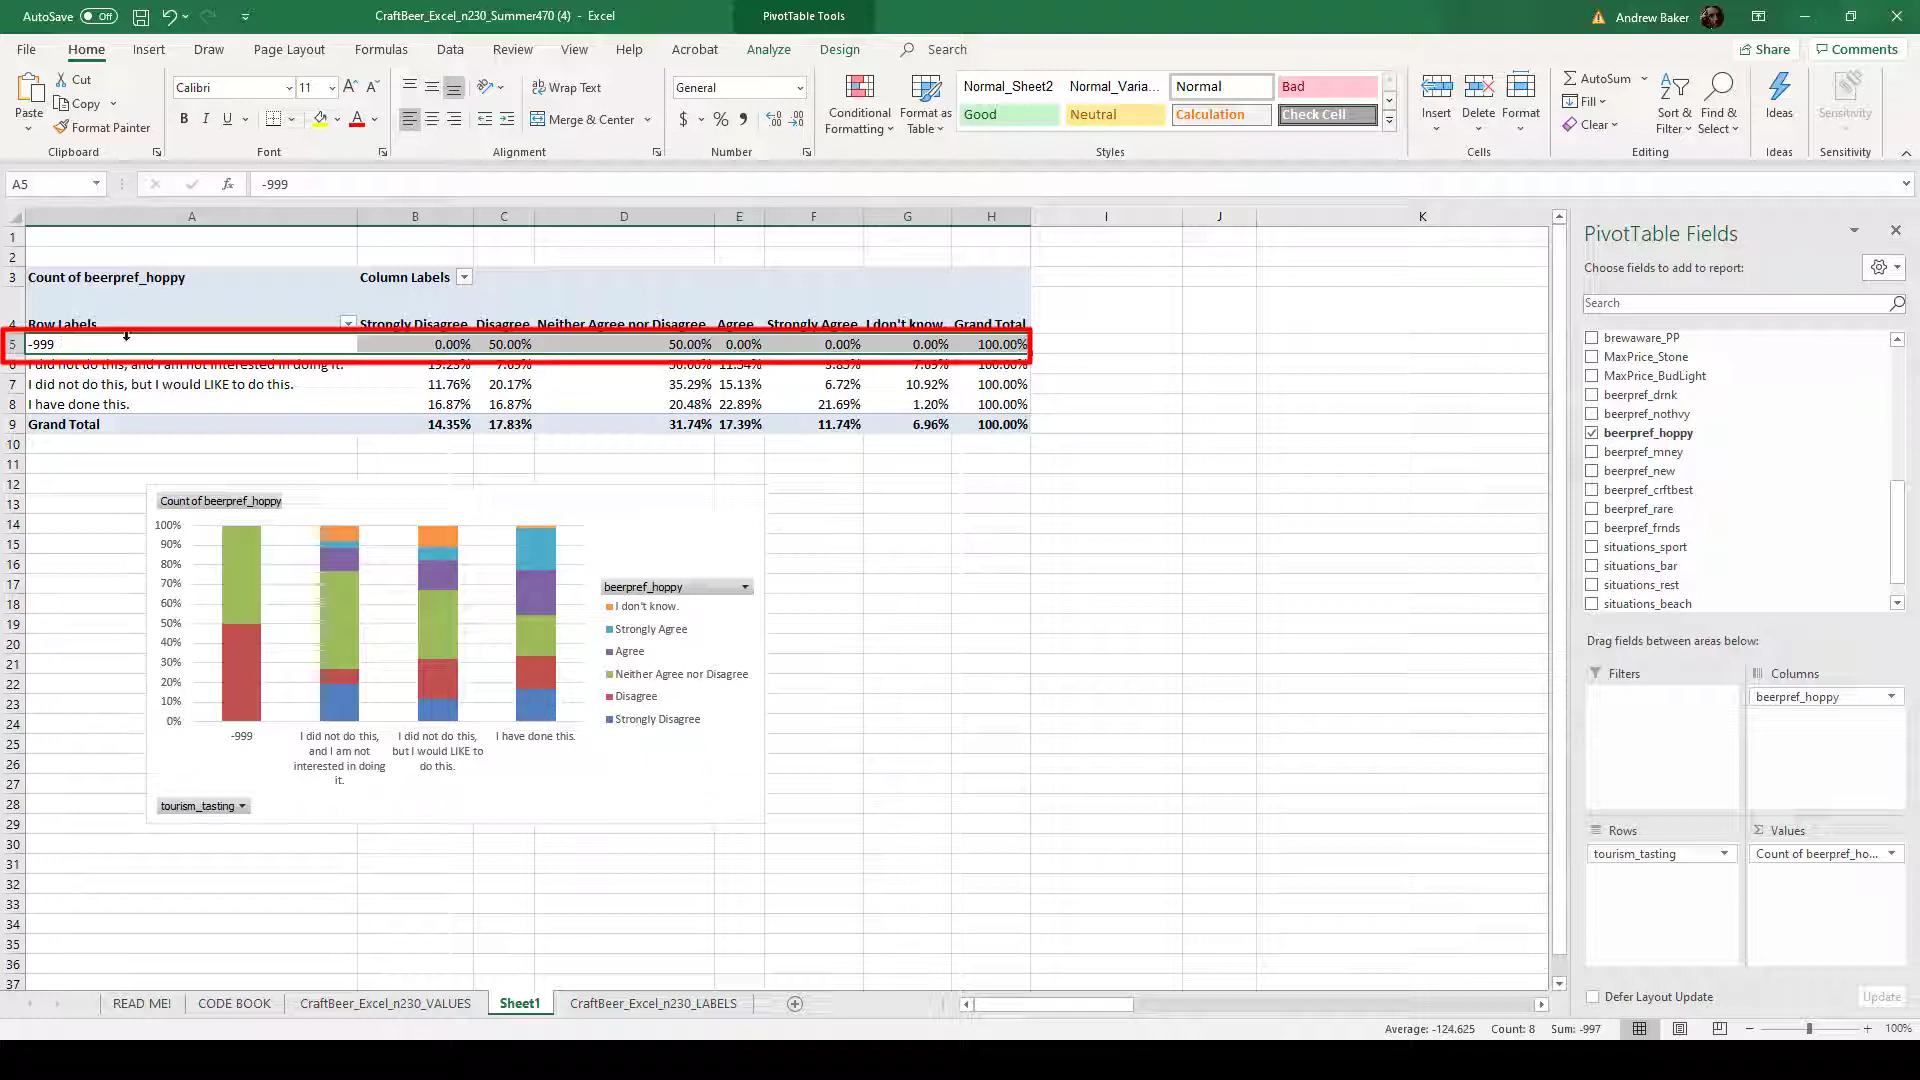 AutoSave Off CraftBeer_Excel_n230_Summer470 (4) - Excel PivotTable Tools Andrew Baker
File Home Insert Draw Page Layout Formulas Data Review View Help Acrobat Analyze Design Search Share Comments
Paste
Cut
Copy
Format Painter
Clipboard
Calibri 11
B I U
Font
Wrap Text
Merge & Center
Alignment
General
$ % 9
Number
Conditional Formatting
Format as Table
Normal_Sheet2 Normal_Varia... Normal Bad
Good Neutral Calculation Check Cell
Styles
Insert Delete Format
Cells
AutoSum
Fill
Clear
Sort & Filter
Find & Select
Editing
Ideas
Ideas
Sensitivity
Sensitivity
A5 fx -999
A B C D E F G H I J K
1
2
3 Count of beerpref_hoppy Column Labels
4 Row Labels Strongly Disagree Disagree Neither Agree nor Disagree Agree Strongly Agree I don't know. Grand Total
5 -999 0.00% 50.00% 50.00% 0.00% 0.00% 0.00% 100.00%
6 I did not do this, and I am not interested in doing it. 19.23% 7.69% 50.00% 11.54% 3.85% 7.69% 100.00%
7 I did not do this, but I would LIKE to do this. 11.76% 20.17% 35.29% 15.13% 6.72% 10.92% 100.00%
8 I have done this. 16.87% 16.87% 20.48% 22.89% 21.69% 1.20% 100.00%
9 Grand Total 14.35% 17.83% 31.74% 17.39% 11.74% 6.96% 100.00%
10
11
12
13
14
15
16
17
18
19
20
21
22
23
24
25
26
27
28
29
30
31
32
33
34
35
36
37
Count of beerpref_hoppy
100%
90%
80%
70%
60%
50%
40%
30%
20%
10%
0%
-999
I did not do this,
and I am not
interested in doing
it.
I did not do this,
but I would LIKE to
do this.
I have done this.
beerpref_hoppy
I don't know.
Strongly Agree
Agree
Neither Agree nor Disagree
Disagree
Strongly Disagree
tourism_tasting
PivotTable Fields
Choose fields to add to report:
Search
brewaware_PP
MaxPrice_Stone
MaxPrice_BudLight
beerpref_drnk
beerpref_nothvy
beerpref_hoppy
beerpref_mney
beerpref_new
beerpref_crftbest
beerpref_rare
beerpref_frnds
situations_sport
situations_bar
situations_rest
situations_beach
Drag fields between areas below:
Filters Columns
beerpref_hoppy
Rows Σ Values
tourism_tasting Count of beerpref_ho...
Defer Layout Update Update
READ ME! CODE BOOK CraftBeer_Excel_n230_VALUES Sheet1 CraftBeer_Excel_n230_LABELS
Average: -124.625 Count: 8 Sum: -997 100%